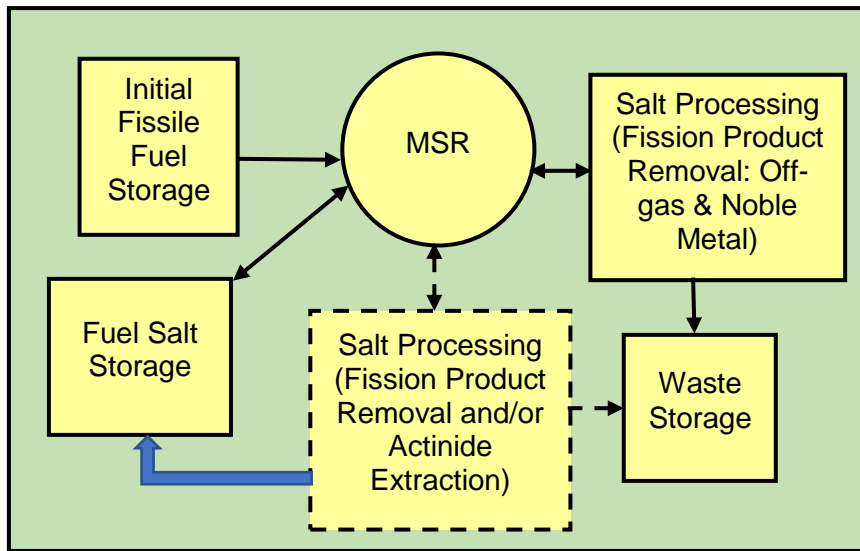 Initial
Fissile
Fuel
Storage
MSR
Salt Processing
(Fission Product
Removal: Off-
gas & Noble
Metal)
Fuel Salt
Storage
Salt Processing
(Fission Product
Removal and/or
Actinide
Extraction)
Waste
Storage